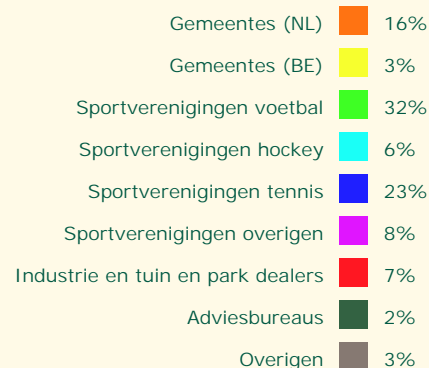 Gemeentes (NL) 16%
Gemeentes (BE) 3%
Sportverenigingen voetbal 32%
Sportverenigingen hockey 6%
Sportverenigingen tennis 23%
Sportverenigingen overigen 8%
Industrie en tuin en park dealers 7%
Adviesbureaus 2%
Overigen 3%